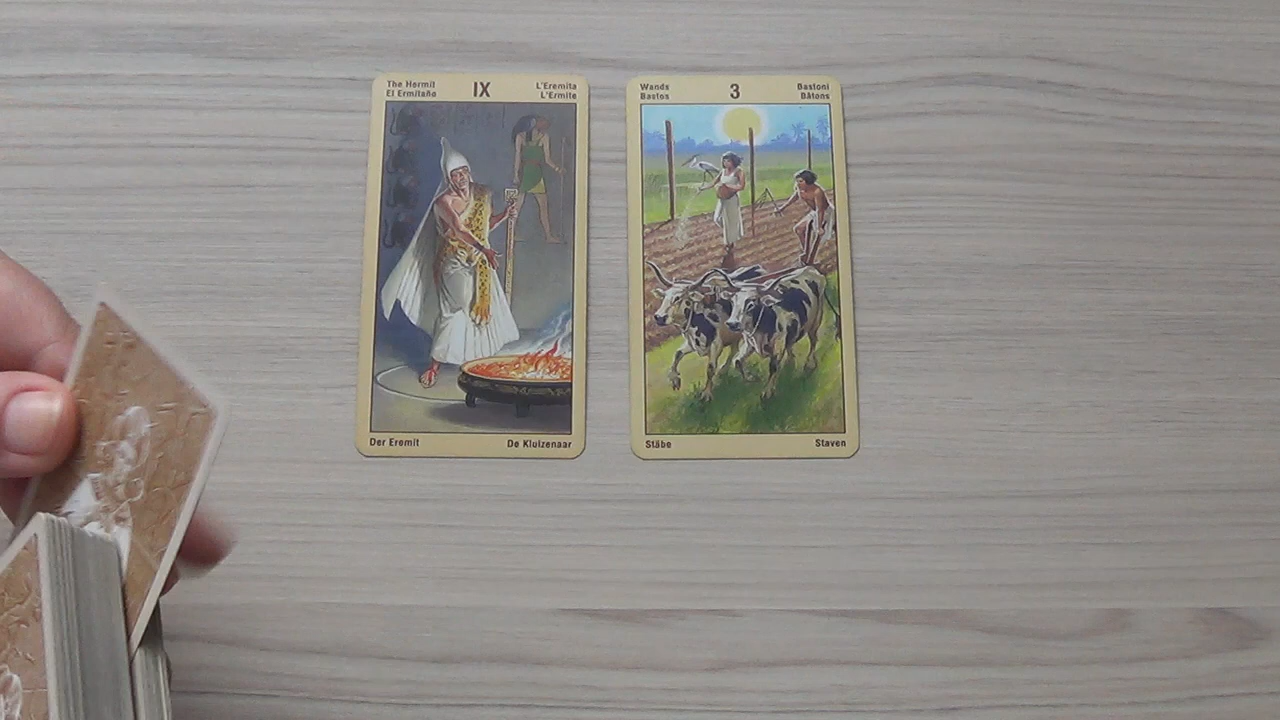 The Hermit IX L'Eremita
El Ermitaño L'Ermite
Der Eremit De Kluizenaar
Wands 3 Bastoni
Bastos Bâtons
Stäbe Staven